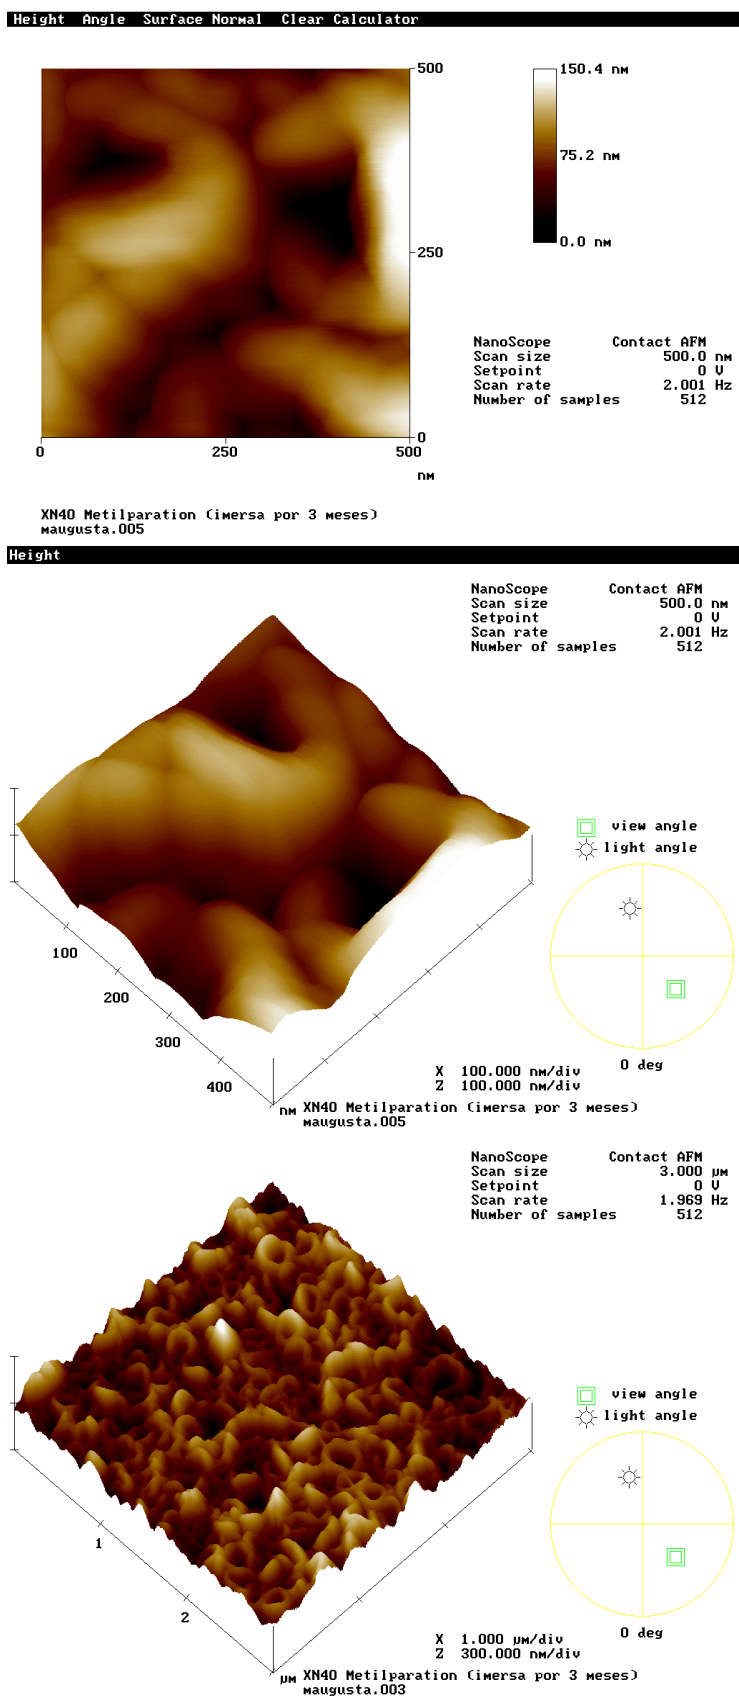 Height Angle Surface Normal Clear Calculator
500
250
0
0 250 500
nm
150.4 nm
75.2 nm
0.0 nm
NanoScope Contact AFM
Scan size 500.0 nm
Setpoint 0 V
Scan rate 2.001 Hz
Number of samples 512
XN40 Metilparation (imersa por 3 meses)
maugusta.005
Height
NanoScope Contact AFM
Scan size 500.0 nm
Setpoint 0 V
Scan rate 2.001 Hz
Number of samples 512
view angle
light angle
0 deg
100
200
300
400
nm
X 100.000 nm/div
Z 100.000 nm/div
XN40 Metilparation (imersa por 3 meses)
maugusta.005
NanoScope Contact AFM
Scan size 3.000 µm
Setpoint 0 V
Scan rate 1.969 Hz
Number of samples 512
view angle
light angle
0 deg
1
2
µm
X 1.000 µm/div
Z 300.000 nm/div
XN40 Metilparation (imersa por 3 meses)
maugusta.003